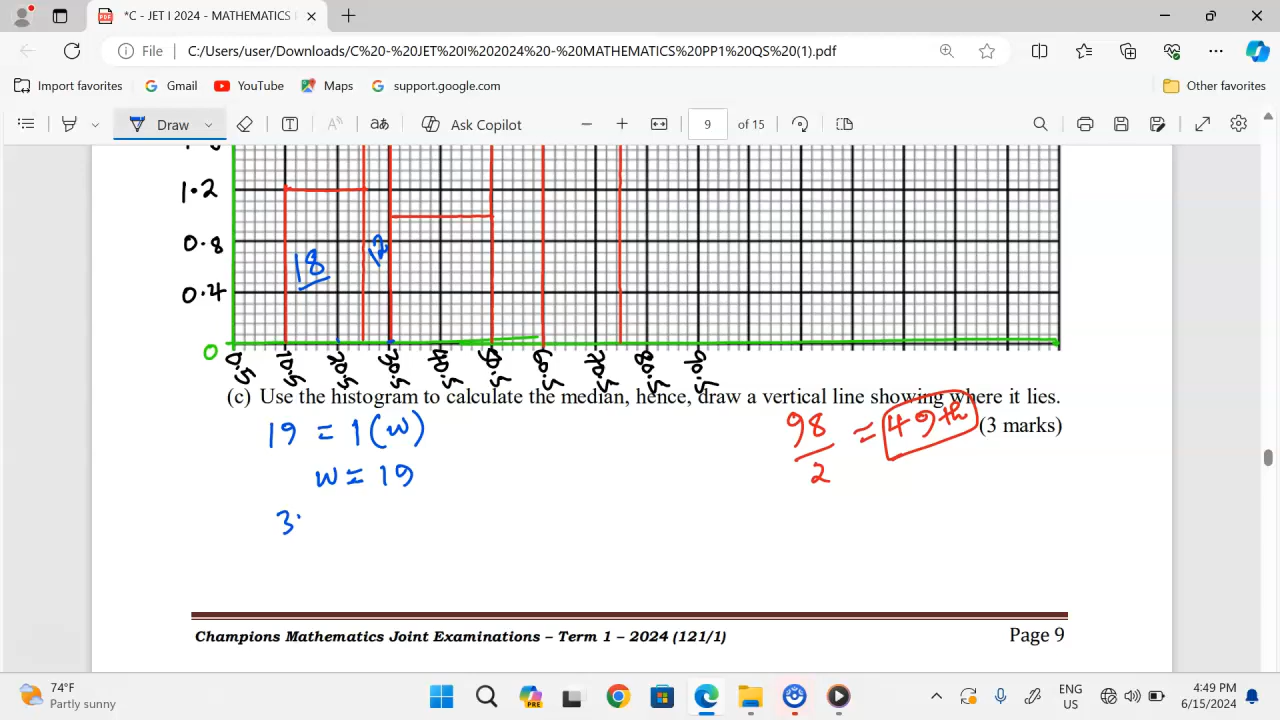 *C - JET I 2024 - MATHEMATICS
File
C:/Users/user/Downloads/C%20-%20JET%20I%202024%20-%20MATHEMATICS%20PP1%20QS%20(1).pdf
Import favorites
Gmail
YouTube
Maps
support.google.com
Other favorites
Draw
Ask Copilot
9
of 15
1.2
0.8
0.4
0
18
12
0.5
10.5
20.5
30.5
40.5
50.5
60.5
70.5
80.5
90.5
(c) Use the histogram to calculate the median, hence, draw a vertical line showing where it lies.
(3 marks)
19 = 1(w)
w = 19
3
98/2 = 49th
Champions Mathematics Joint Examinations – Term 1 – 2024 (121/1)
Page 9
74°F
Partly sunny
PRE
ENG
US
4:49 PM
6/15/2024